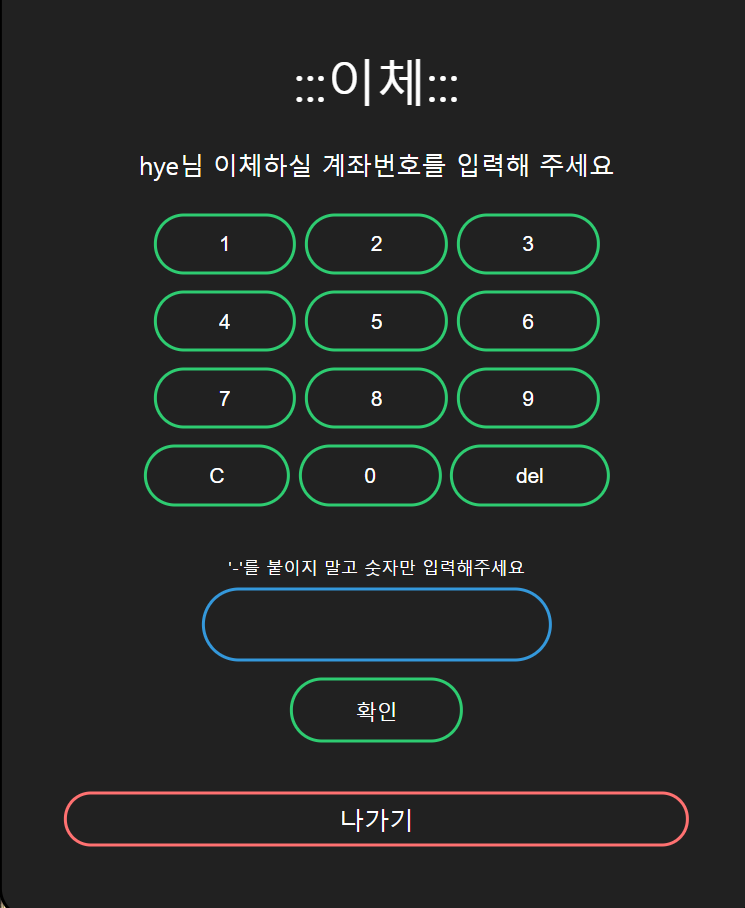 :::이체:::
hye님 이체하실 계좌번호를 입력해 주세요
1 2 3
4 5 6
7 8 9
C 0 del
'-'를 붙이지 말고 숫자만 입력해주세요
확인
나가기